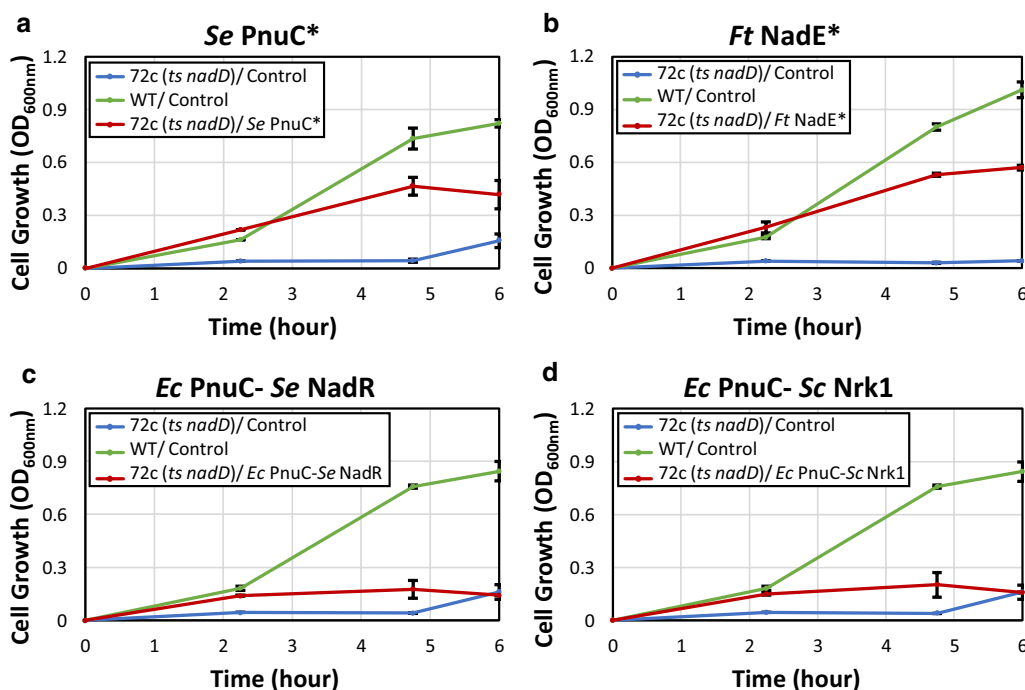 a
Se PnuC*
Cell Growth (OD600nm)
1.2
0.9
0.6
0.3
0
72c (ts nadD)/ Control
WT/ Control
72c (ts nadD)/ Se PnuC*
0 1 2 3 4 5 6
Time (hour)
b
Ft NadE*
Cell Growth (OD600nm)
1.2
0.9
0.6
0.3
0
72c (ts nadD)/ Control
WT/ Control
72c (ts nadD)/ Ft NadE*
0 1 2 3 4 5 6
Time (hour)
c
Ec PnuC- Se NadR
Cell Growth (OD600nm)
1.2
0.9
0.6
0.3
0
72c (ts nadD)/ Control
WT/ Control
72c (ts nadD)/ Ec PnuC-Se NadR
0 1 2 3 4 5 6
Time (hour)
d
Ec PnuC- Sc Nrk1
Cell Growth (OD600nm)
1.2
0.9
0.6
0.3
0
72c (ts nadD)/ Control
WT/ Control
72c (ts nadD)/ Ec PnuC-Sc Nrk1
0 1 2 3 4 5 6
Time (hour)